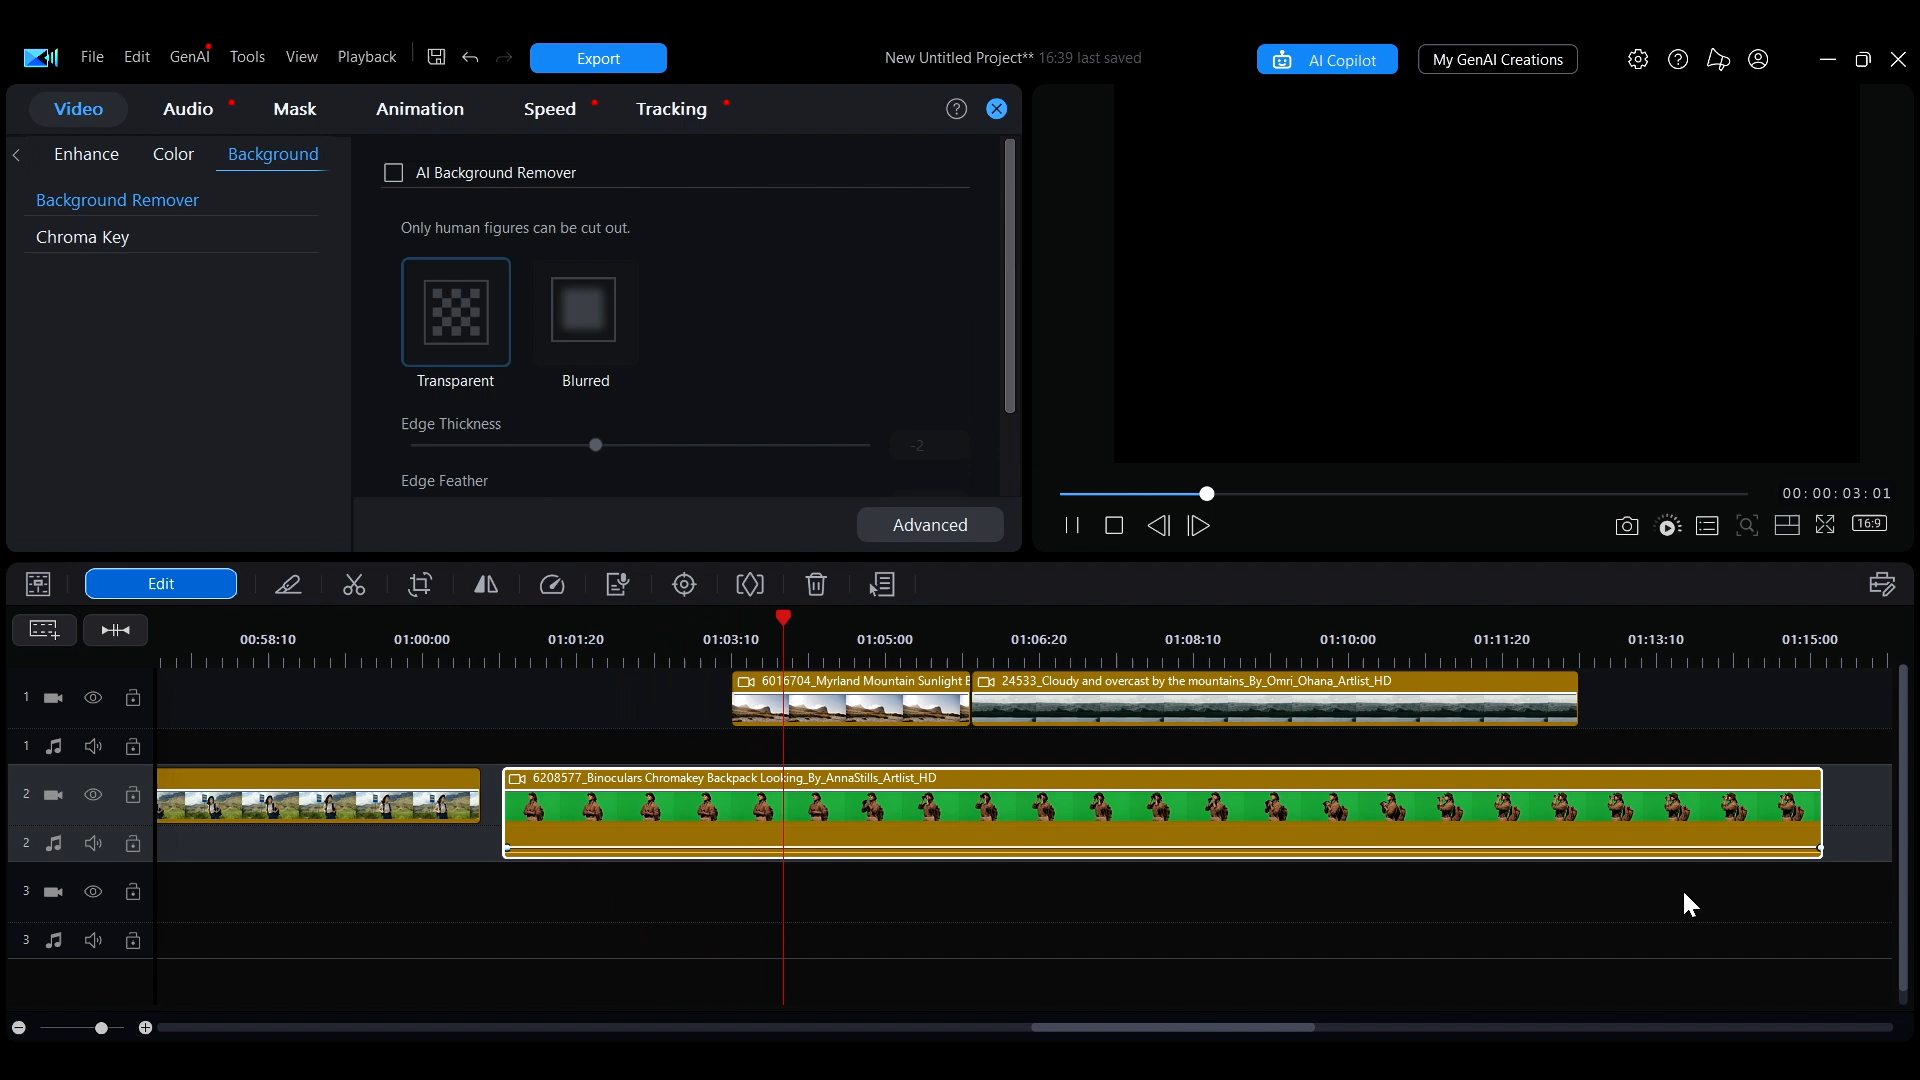 File Edit GenAI Tools View Playback Export New Untitled Project** 16:39 last saved AI Copilot My GenAI Creations
Video Audio Mask Animation Speed Tracking
Enhance Color Background
AI Background Remover
Background Remover
Only human figures can be cut out.
Chroma Key
Transparent Blurred
Edge Thickness
-2
Edge Feather
00:00:03:01
Advanced
16:9
Edit
00:58:10 01:00:00 01:01:20 01:03:10 01:05:00 01:06:20 01:08:10 01:10:00 01:11:20 01:13:10 01:15:00
1 6016704_Myrland Mountain Sunlight 24533_Cloudy and overcast by the mountains_By_Omri_Ohana_Artlist_HD
1
2 6208577_Binoculars Chromakey Backpack Looking_By_AnnaStills_Artlist_HD
2
3
3